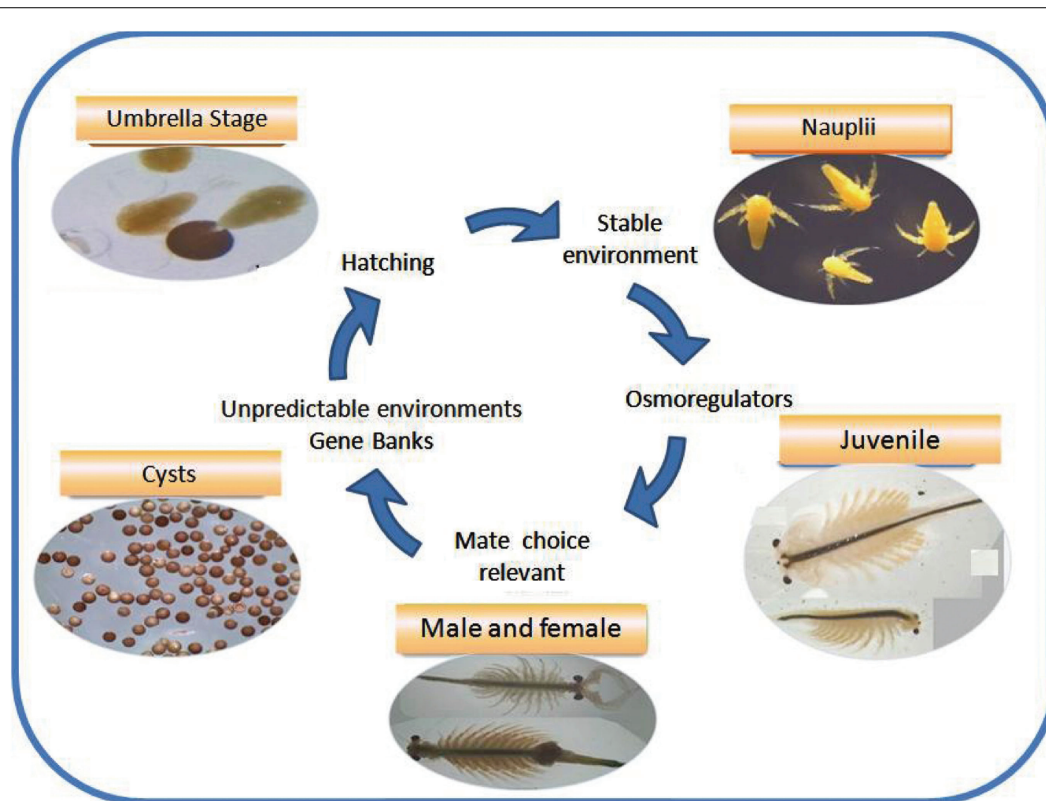 Umbrella Stage
Nauplii
Hatching
Stable
environment
Unpredictable environments
Gene Banks
Osmoregulators
Cysts
Juvenile
Mate choice
relevant
Male and female